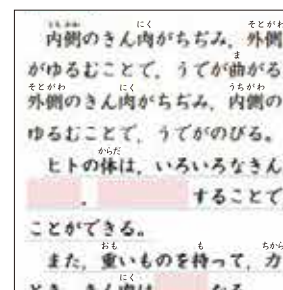 内側のきん肉がちぢみ，外側
がゆるむことで，うでが曲がる
外側のきん肉がちぢみ，内側の
ゆるむことで，うでがのびる。
ヒトの体は，いろいろなきん
，することで
ことができる。
また，重いものを持って，力
とき，きん肉は なる